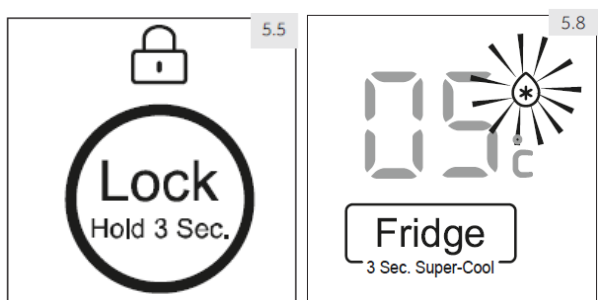 5.5
Lock
Hold 3 Sec.
5.8
05°c
Fridge
3 Sec. Super-Cool